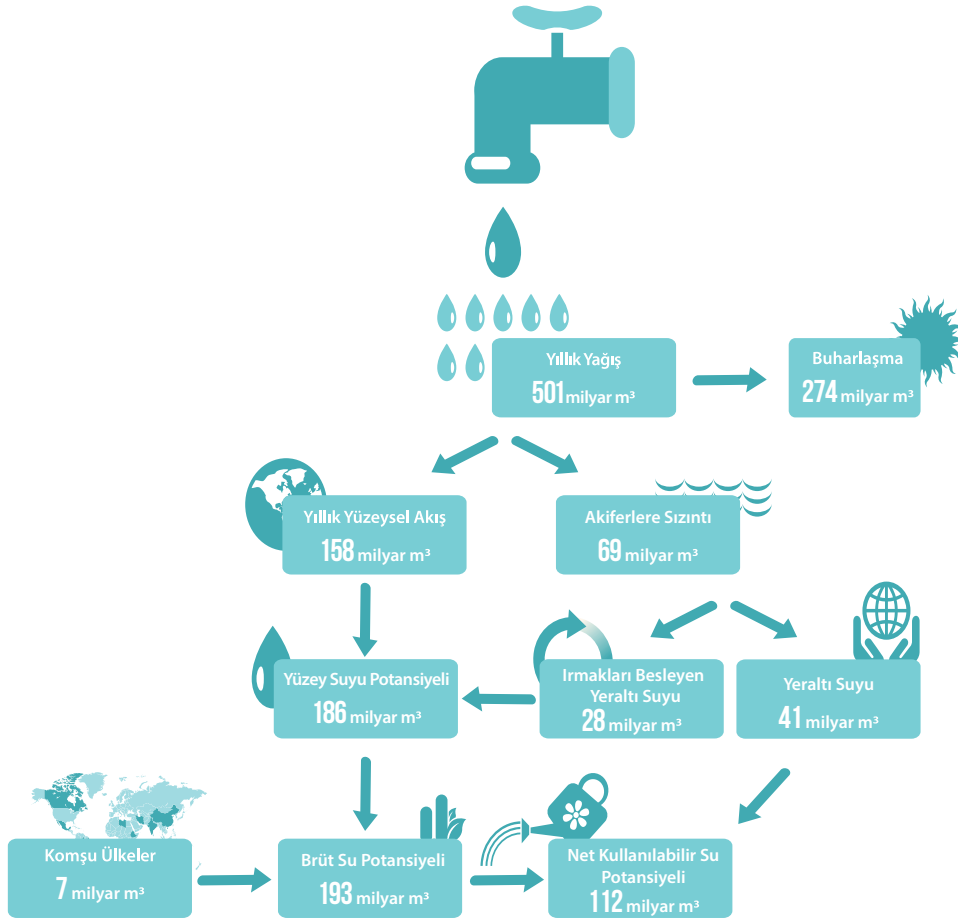 Yıllık Yağış
501 milyar m³
Buharlaşma
274 milyar m³
Yıllık Yüzeysel Akış
158 milyar m³
Akiferlere Sızıntı
69 milyar m³
Yüzey Suyu Potansiyeli
186 milyar m³
Irmakları Besleyen
Yeraltı Suyu
28 milyar m³
Yeraltı Suyu
41 milyar m³
Komşu Ülkeler
7 milyar m³
Brüt Su Potansiyeli
193 milyar m³
Net Kullanılabilir Su
Potansiyeli
112 milyar m³